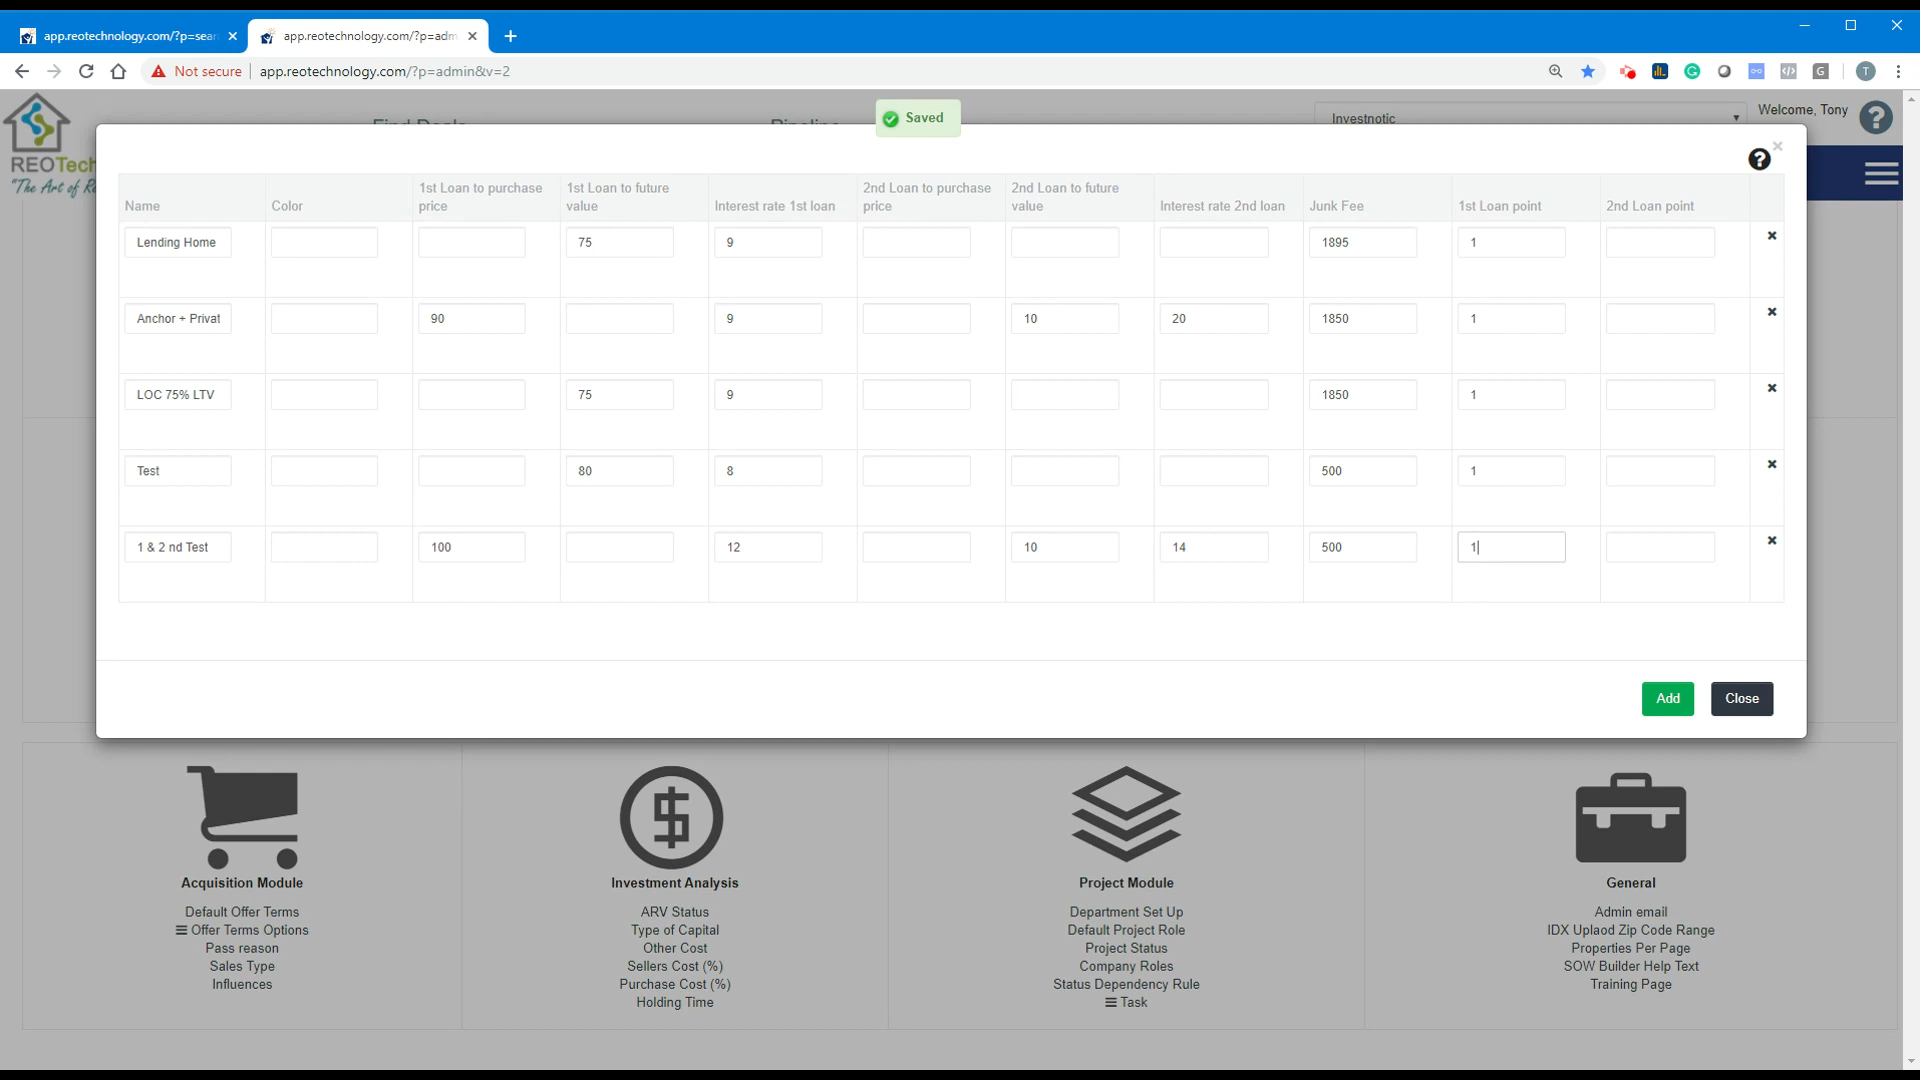 app.reotechnology.com/?p=sear
app.reotechnology.com/?p=adm
Not secure
app.reotechnology.com/?p=admin&v=2
T
Find Deals
Pipeline
Saved
Investnotic
Welcome, Tony
?
REOTech
"The Art of Re
?
Name
Color
1st Loan to purchase price
1st Loan to future value
Interest rate 1st loan
2nd Loan to purchase price
2nd Loan to future value
Interest rate 2nd loan
Junk Fee
1st Loan point
2nd Loan point
Lending Home 75 9 1895 1
Anchor + Privat 90 9 10 20 1850 1
LOC 75% LTV 75 9 1850 1
Test 80 8 500 1
1 & 2 nd Test 100 12 10 14 500 1
Add
Close
Acquisition Module
Default Offer Terms
Offer Terms Options
Pass reason
Sales Type
Influences
Investment Analysis
ARV Status
Type of Capital
Other Cost
Sellers Cost (%)
Purchase Cost (%)
Holding Time
Project Module
Department Set Up
Default Project Role
Project Status
Company Roles
Status Dependency Rule
Task
General
Admin email
IDX Uplaod Zip Code Range
Properties Per Page
SOW Builder Help Text
Training Page